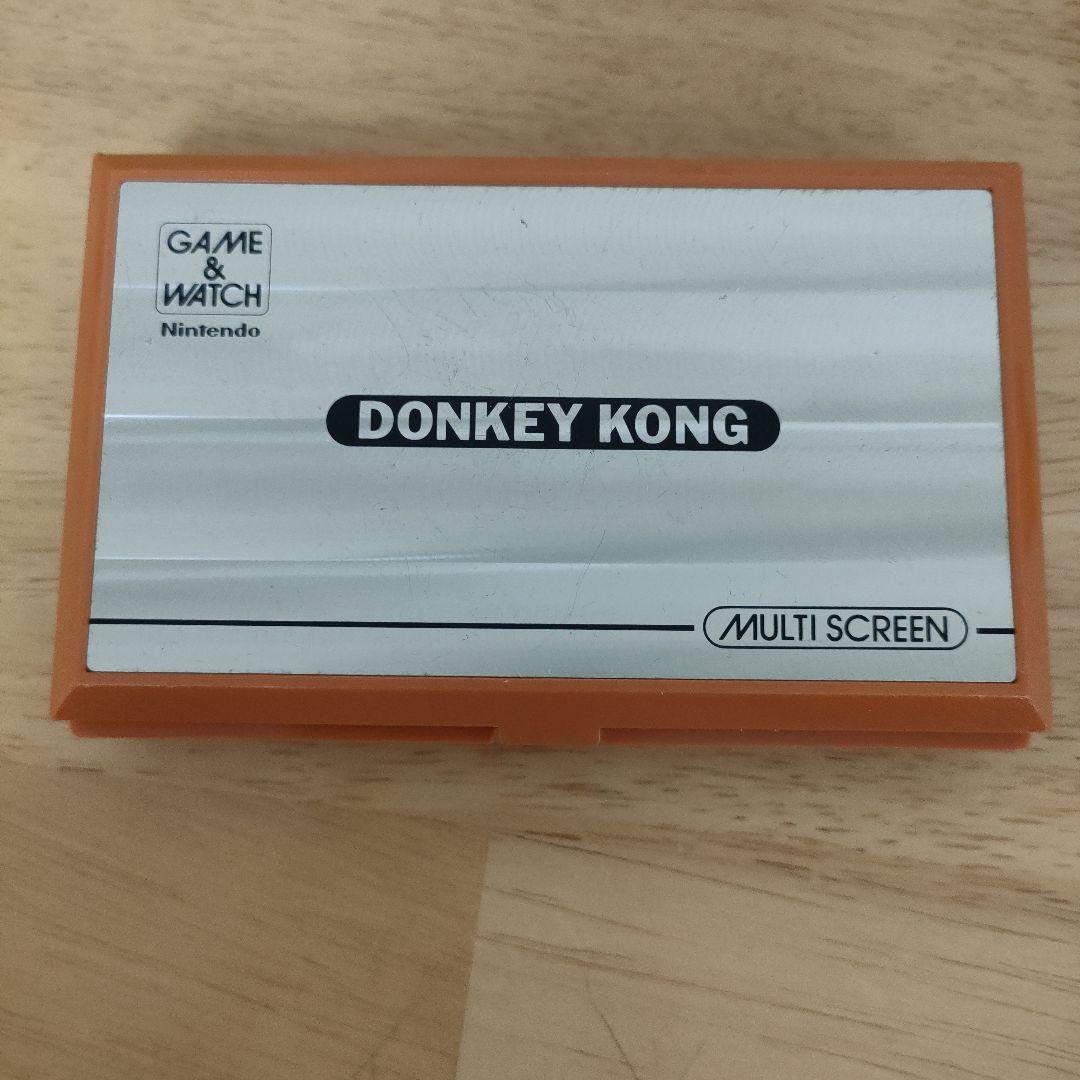 GAME
&
WATCH
Nintendo
DONKEY KONG
MULTI SCREEN